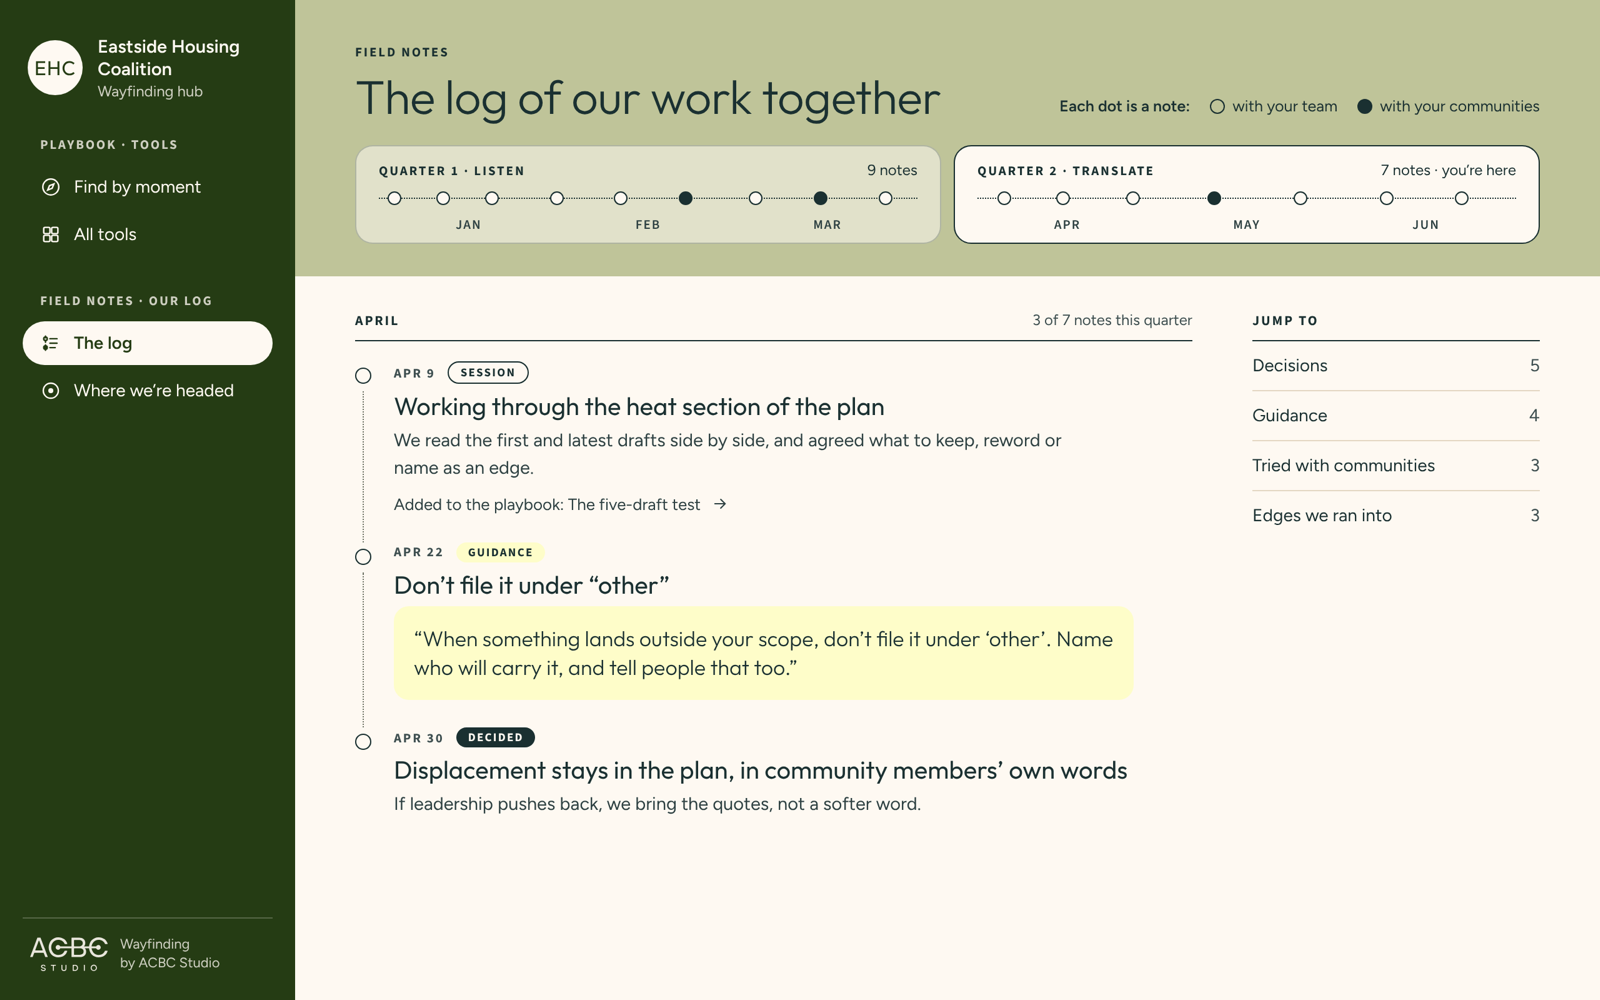 EHC
Eastside Housing
Coalition
Wayfinding hub
PLAYBOOK · TOOLS
Find by moment
All tools
FIELD NOTES · OUR LOG
The log
Where we’re headed
ACBC
STUDIO
Wayfinding
by ACBC Studio
FIELD NOTES
The log of our work together
Each dot is a note: with your team with your communities
QUARTER 1 · LISTEN 9 notes
JAN FEB MAR
QUARTER 2 · TRANSLATE 7 notes · you’re here
APR MAY JUN
APRIL 3 of 7 notes this quarter
APR 9 SESSION
Working through the heat section of the plan
We read the first and latest drafts side by side, and agreed what to keep, reword or
name as an edge.
Added to the playbook: The five-draft test →
APR 22 GUIDANCE
Don’t file it under “other”
“When something lands outside your scope, don’t file it under ‘other’. Name
who will carry it, and tell people that too.”
APR 30 DECIDED
Displacement stays in the plan, in community members’ own words
If leadership pushes back, we bring the quotes, not a softer word.
JUMP TO
Decisions 5
Guidance 4
Tried with communities 3
Edges we ran into 3